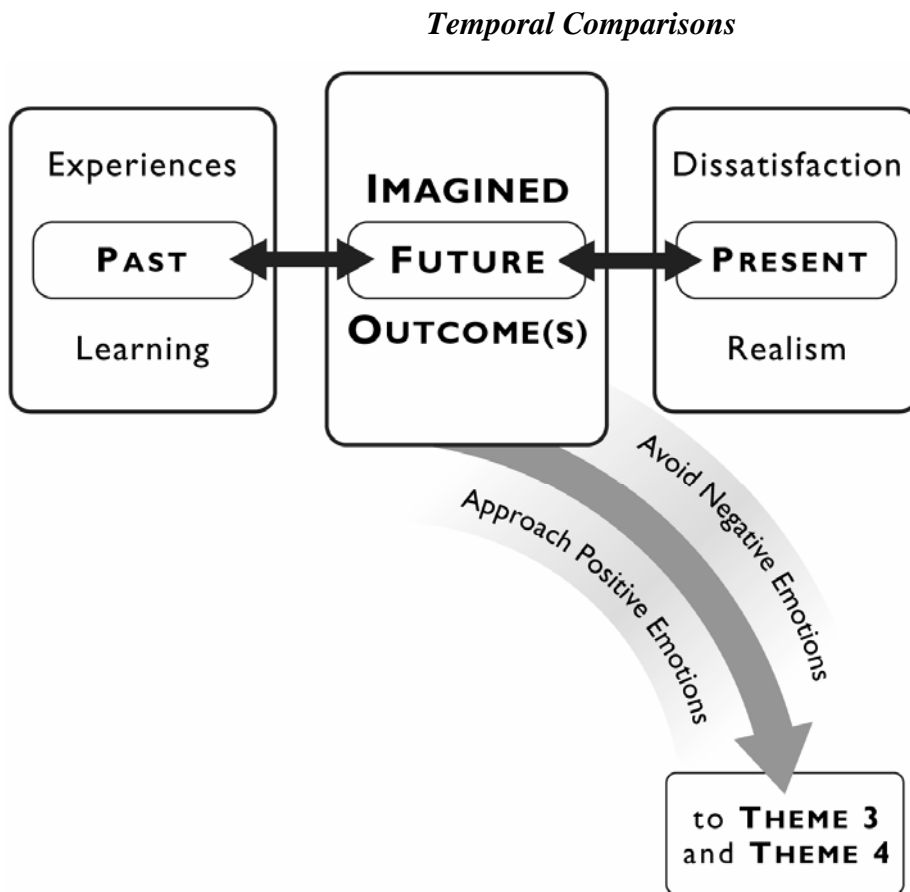 Temporal Comparisons
Experiences
PAST
Learning
IMAGINED
FUTURE
OUTCOME(S)
Dissatisfaction
PRESENT
Realism
Avoid Negative Emotions
Approach Positive Emotions
to THEME 3
and THEME 4